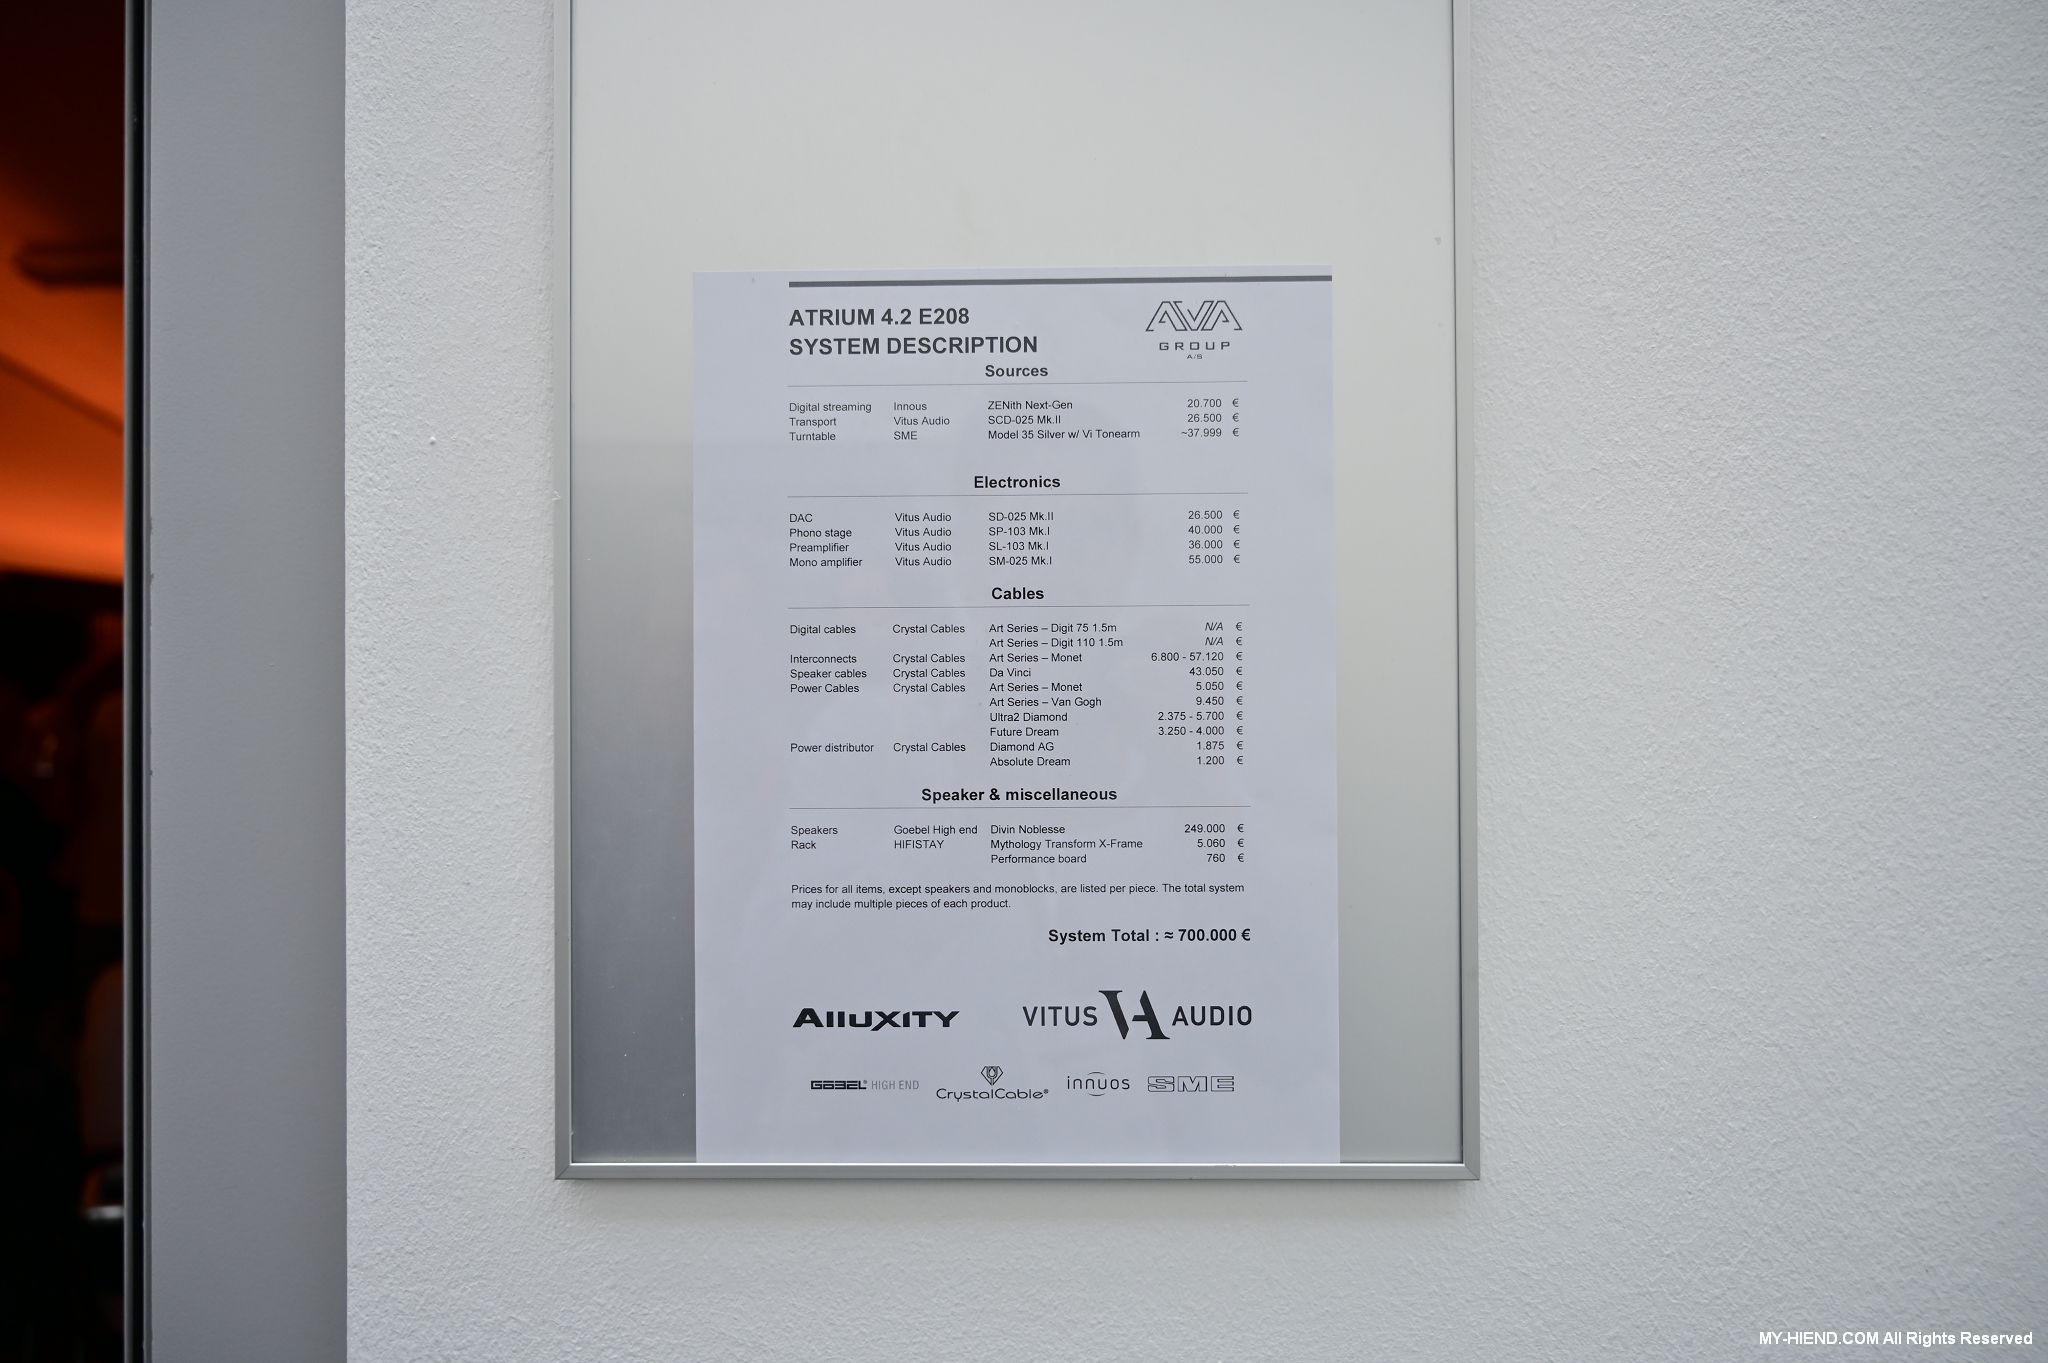 ATRIUM 4.2 E208
SYSTEM DESCRIPTION
AVA
GROUP
A/S
Sources
Digital streaming Innous ZENith Next-Gen 20.700 €
Transport Vitus Audio SCD-025 Mk.II 26.500 €
Turntable SME Model 35 Silver w/ Vi Tonearm ~37.999 €
Electronics
DAC Vitus Audio SD-025 Mk.II 26.500 €
Phono stage Vitus Audio SP-103 Mk.I 40.000 €
Preamplifier Vitus Audio SL-103 Mk.I 36.000 €
Mono amplifier Vitus Audio SM-025 Mk.I 55.000 €
Cables
Digital cables Crystal Cables Art Series – Digit 75 1.5m N/A €
Art Series – Digit 110 1.5m N/A €
Interconnects Crystal Cables Art Series – Monet 6.800 - 57.120 €
Speaker cables Crystal Cables Da Vinci 43.050 €
Power Cables Crystal Cables Art Series – Monet 5.050 €
Art Series – Van Gogh 9.450 €
Ultra2 Diamond 2.375 - 5.700 €
Future Dream 3.250 - 4.000 €
Power distributor Crystal Cables Diamond AG 1.875 €
Absolute Dream 1.200 €
Speaker & miscellaneous
Speakers Goebel High end Divin Noblesse 249.000 €
Rack HIFISTAY Mythology Transform X-Frame 5.060 €
Performance board 760 €
Prices for all items, except speakers and monoblocks, are listed per piece. The total system
may include multiple pieces of each product.
System Total : ≈ 700.000 €
AlluXITY VITUS VA AUDIO
GÖBEL® HIGH END CrystalCable® innuos SME
MY-HIEND.COM All Rights Reserved